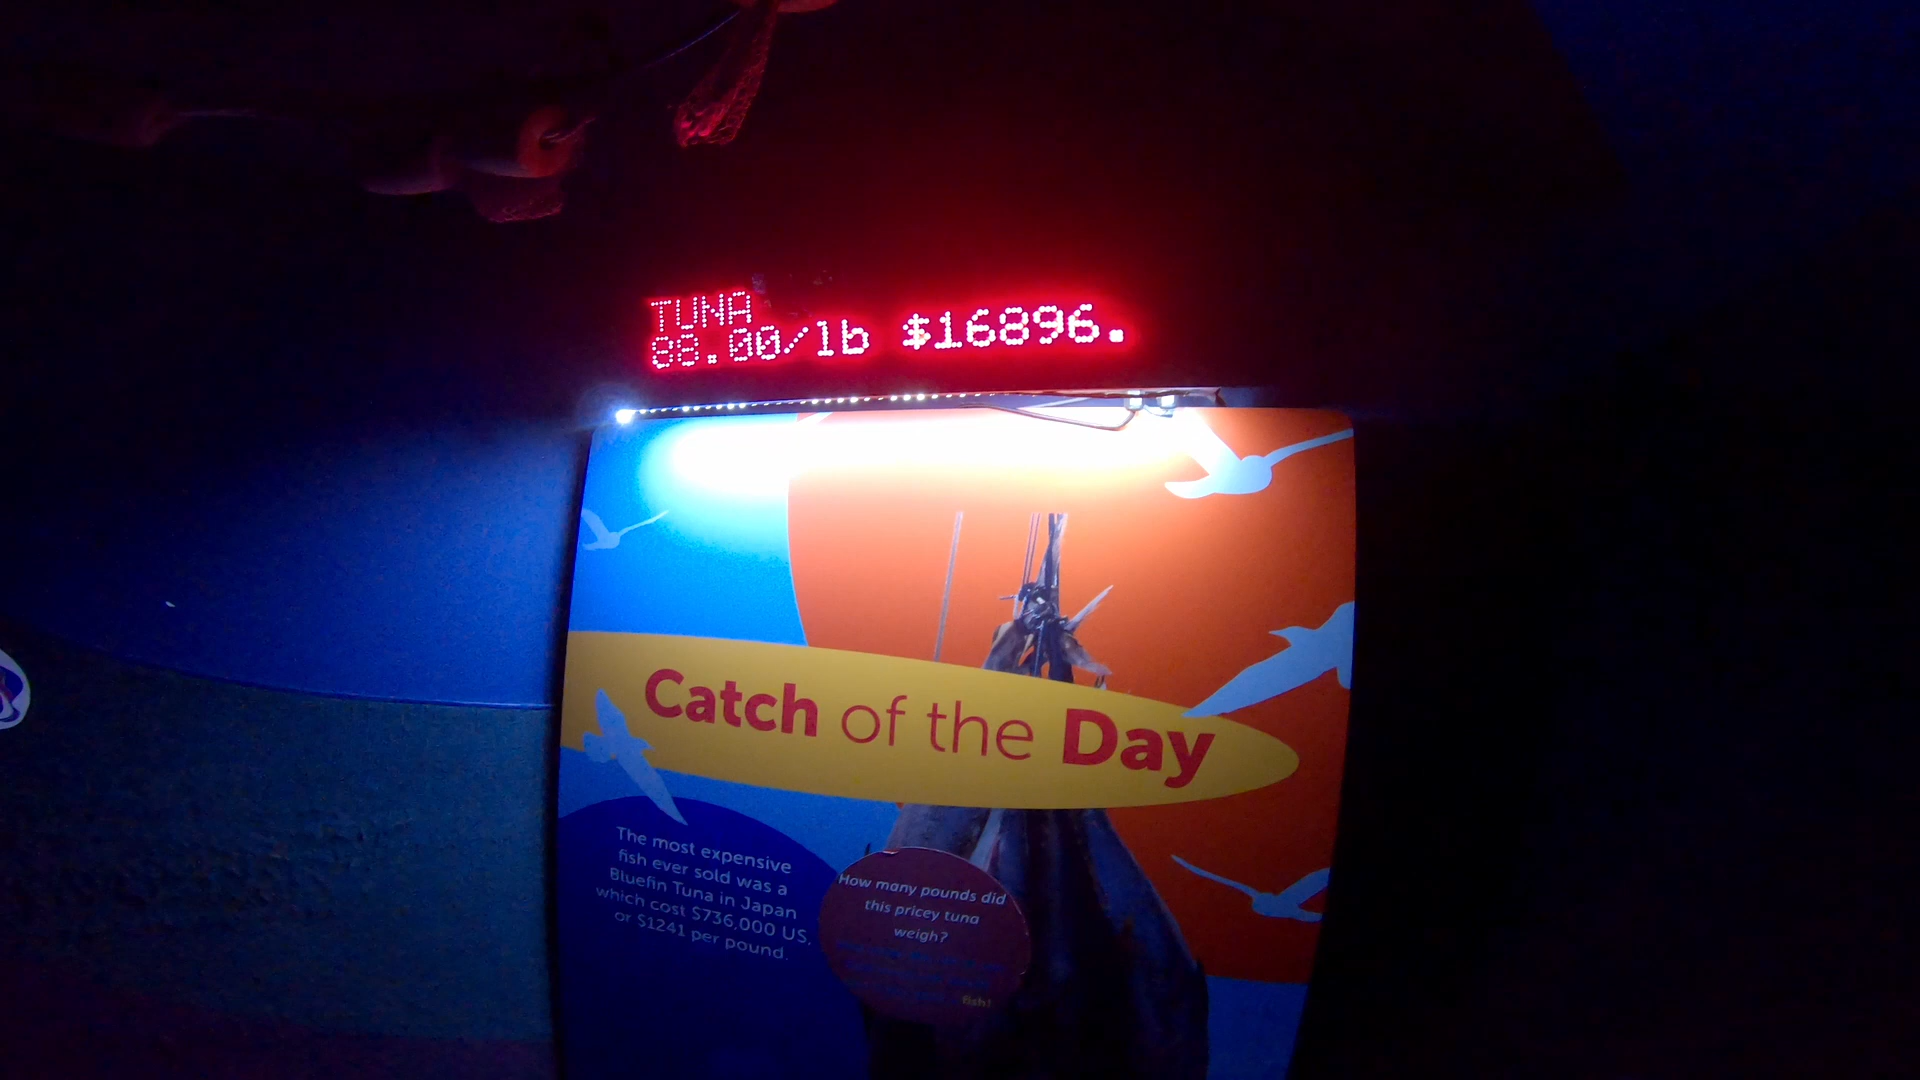 TUNA
88.00/lb $16896.
Catch of the Day
The most expensive
fish ever sold was a
Bluefin Tuna in Japan
which cost $736,000 US,
or $1241 per pound.
How many pounds did
this pricey tuna
weigh?
fish!